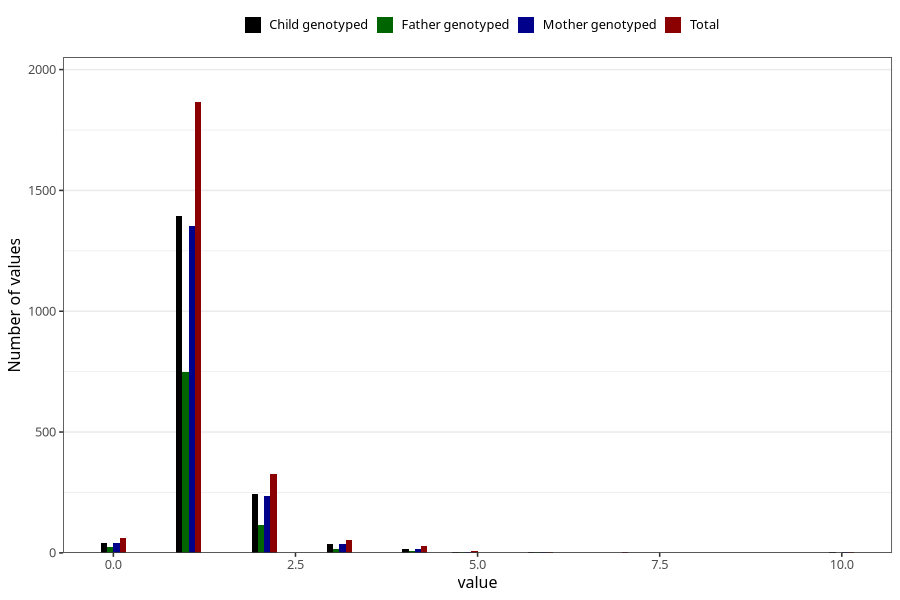 Child genotyped Father genotyped Mother genotyped Total
2000
1500
1000
500
0
Number of values
0.0 2.5 5.0 7.5 10.0
value